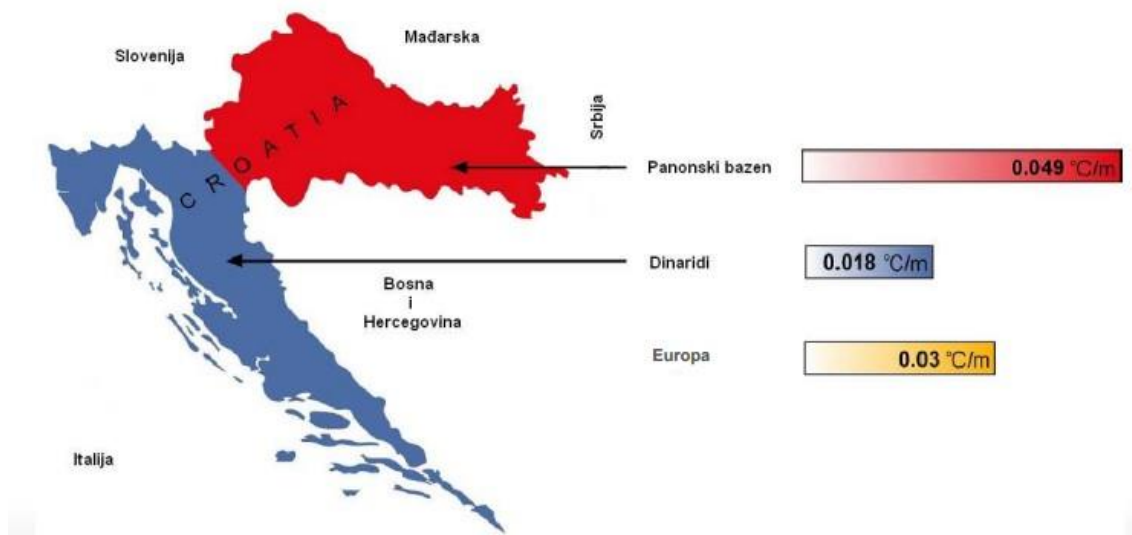 Mađarska
Slovenija
CROATIA
Srbija
Panonski bazen
0.049 °C/m
Dinaridi
0.018 °C/m
Bosna
i
Hercegovina
Europa
0.03 °C/m
Italija